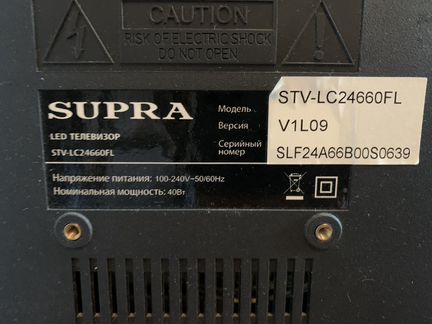 CAUTION
RISK OF ELECTRIC SHOCK
DO NOT OPEN
SUPRA
LED ТЕЛЕВИЗОР
STV-LC24660FL
Модель STV-LC24660FL
Версия V1L09
Серийный номер SLF24A66B00S0639
Напряжение питания: 100-240V~50/60Hz
Номинальная мощность: 40Вт